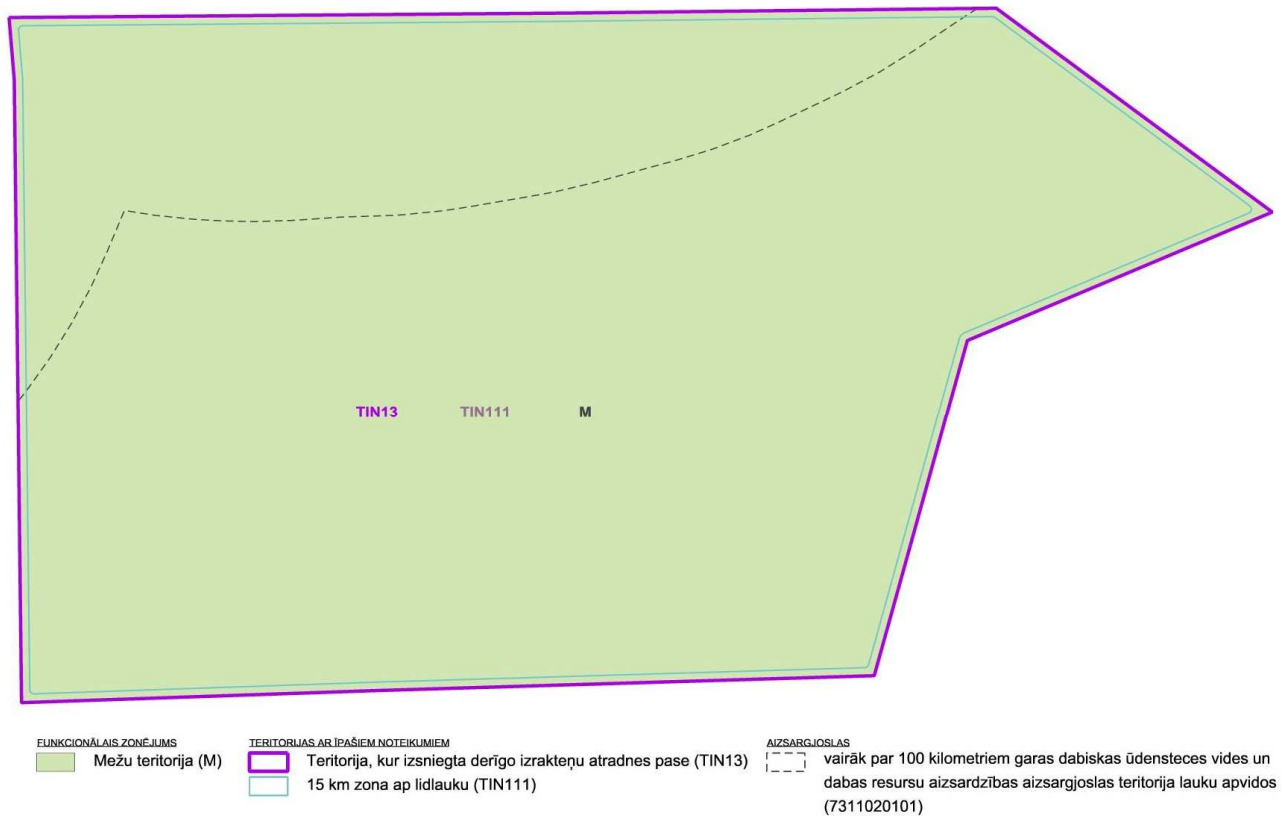 TIN13 TIN111 M
FUNKCIONĀLAIS ZONĒJUMS
Mežu teritorija (M)
TERITORIJAS AR ĪPAŠIEM NOTEIKUMIEM
Teritorija, kur izsniegta derīgo izrakteņu atradnes pase (TIN13)
15 km zona ap lidlauku (TIN111)
AIZSARGJOSLAS
vairāk par 100 kilometriem garas dabiskas ūdensteces vides un
dabas resursu aizsardzības aizsargjoslas teritorija lauku apvidos
(7311020101)